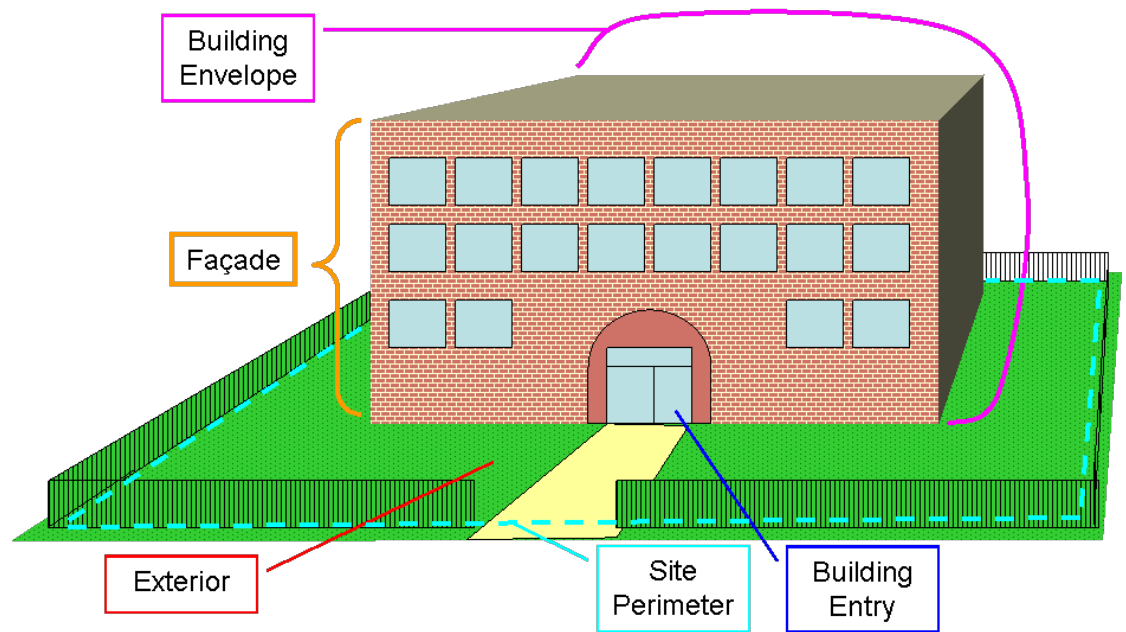 Building
Envelope
Façade
Exterior
Site
Perimeter
Building
Entry